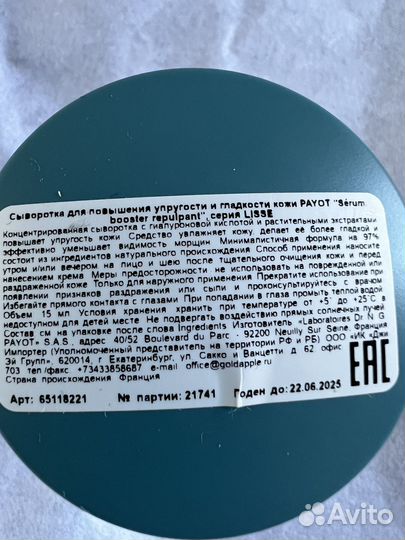 Сыворотка для повышения упругости и гладкости кожи PAYOT "Sérum
booster repulpant", серия LISSE
Концентрированная сыворотка с гиалуроновой кислотой и растительными экстрактами
повышает упругость кожи Средство увлажняет кожу, делает её более гладкой и
эффективно уменьшает видимость морщин. Минималистичная формула на 97%
состоит из ингредиентов натурального происхождения Способ применения наносите
утром и/или вечером на лицо и шею после тщательного очищения кожи и перед
нанесением крема Меры предосторожности не использовать на поврежденной или
раздраженной коже Только для наружного применения Прекратите использование при
появлении признаков раздражения или сыпи и проконсультируйтесь с врачом
Избегайте прямого контакта с глазами При попадании в глаза промыть теплой водой
Объем 15 мл Условия хранения хранить при температуре от +5° до +25°С в
недоступном для детей месте Не подвергать воздействию прямых солнечных лучей
Состав см на упаковке после слова Ingredients Изготовитель «Laboratoires Dr N G
PAYOT» S.A.S., адрес 40/52 Boulevard du Parc - 92200 Neuilly Sur Seine, Франция
Импортер (Уполномоченный представитель на территории РФ и РБ) ООО «ИК «Джи
Эй Групп», 620014, г Екатеринбург, ул Сакко и Ванцетти д 62 офис
703 тел /факс +73433858687 e-mail office@goldapple ru
Страна происхождения Франция
EAC
Арт: 65118221 № партии: 21741 Годен до: 22.06.2025
Avito